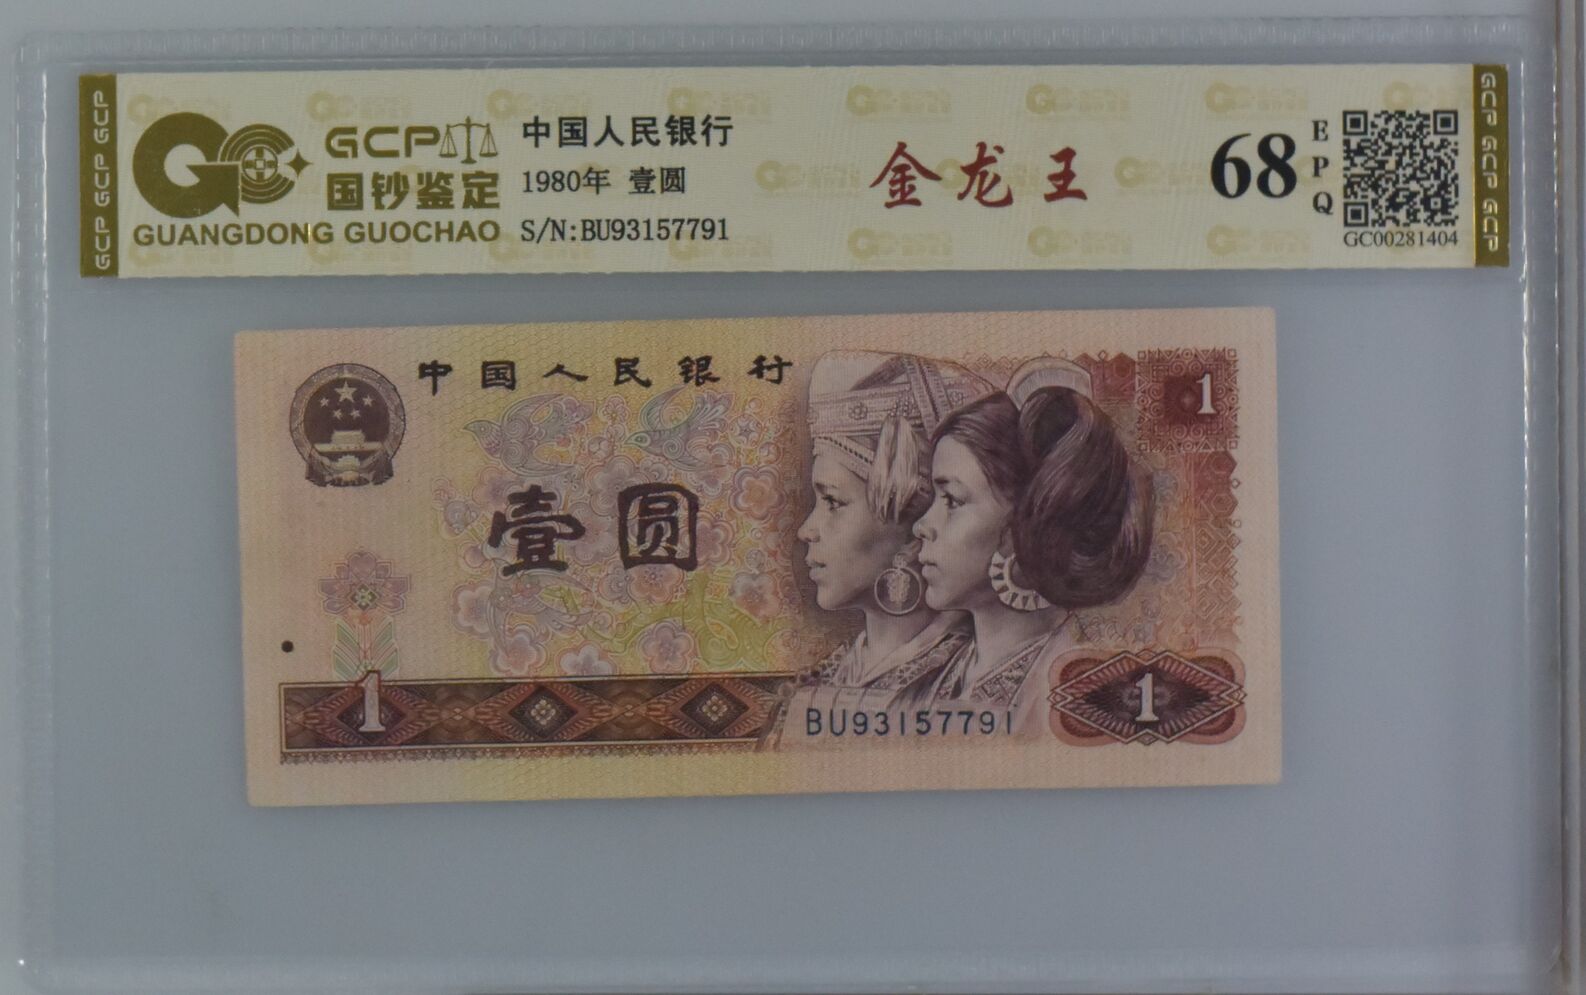 GCP
国钞鉴定
GUANGDONG GUOCHAO
中国人民银行
1980年 壹圆
S/N:BU93157791
金龙王
68
EPQ
GC00281404
GCP GCP GCP
GCP GCP GCP
中国人民银行
1
壹圆
1
BU93157791
1